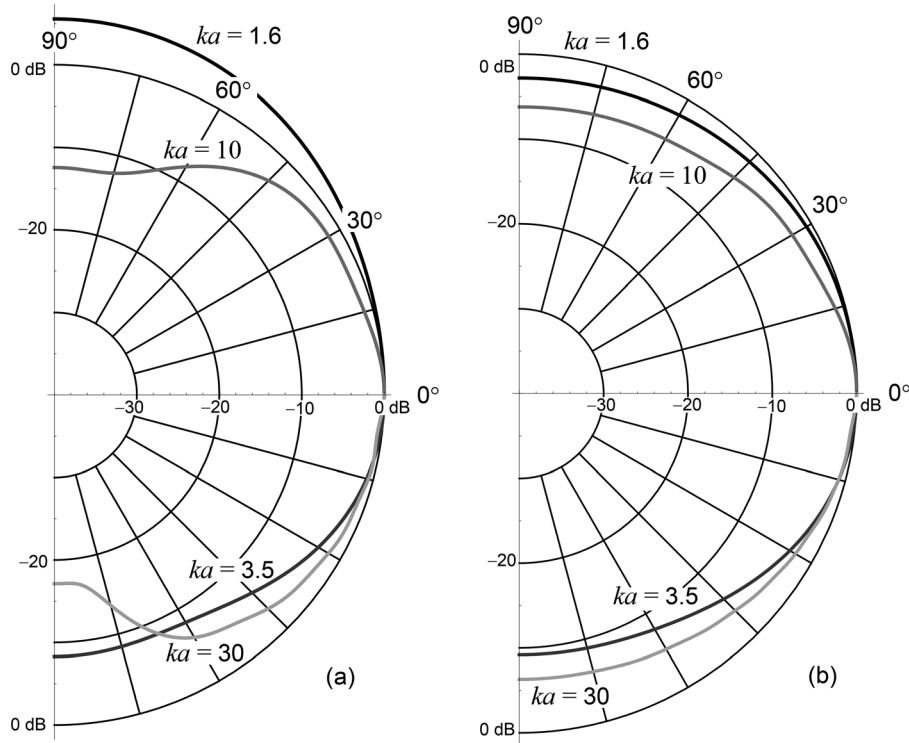 90°
ka = 1.6
0 dB
60°
ka = 10
30°
–20
0°
–30
–20
–10
0 dB
–20
ka = 3.5
ka = 30
(a)
0 dB
90°
ka = 1.6
0 dB
60°
ka = 10
30°
–20
0°
–30
–20
–10
0 dB
–20
ka = 3.5
ka = 30
(b)
0 dB